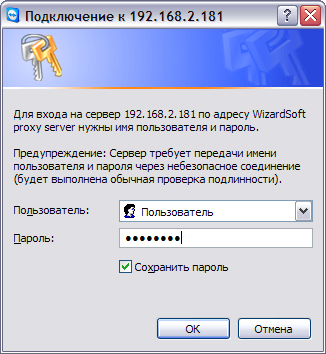 Подключение к 192.168.2.181
Для входа на сервер 192.168.2.181 по адресу WizardSoft
proxy server нужны имя пользователя и пароль.
Предупреждение: Сервер требует передачи имени
пользователя и пароля через небезопасное соединение
(будет выполнена обычная проверка подлинности).
Пользователь: Пользователь
Пароль: ••••••••
Сохранить пароль
ОК Отмена